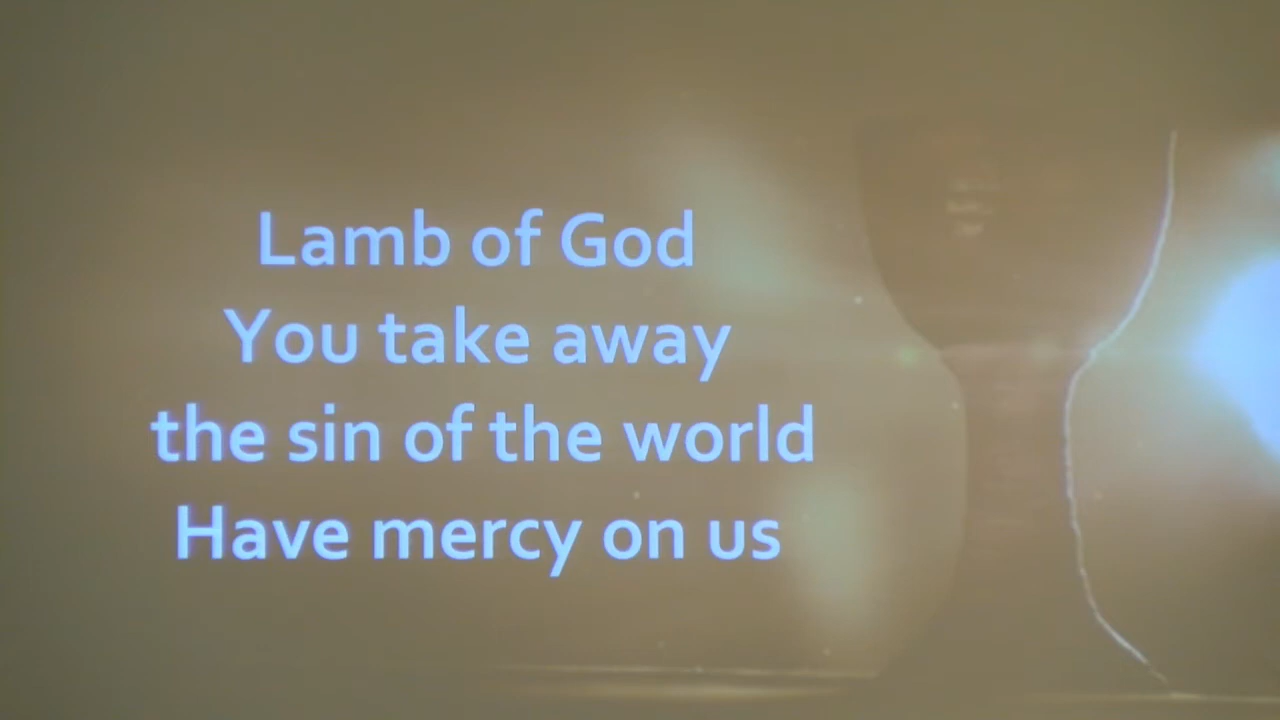 Lamb of God
You take away
the sin of the world
Have mercy on us